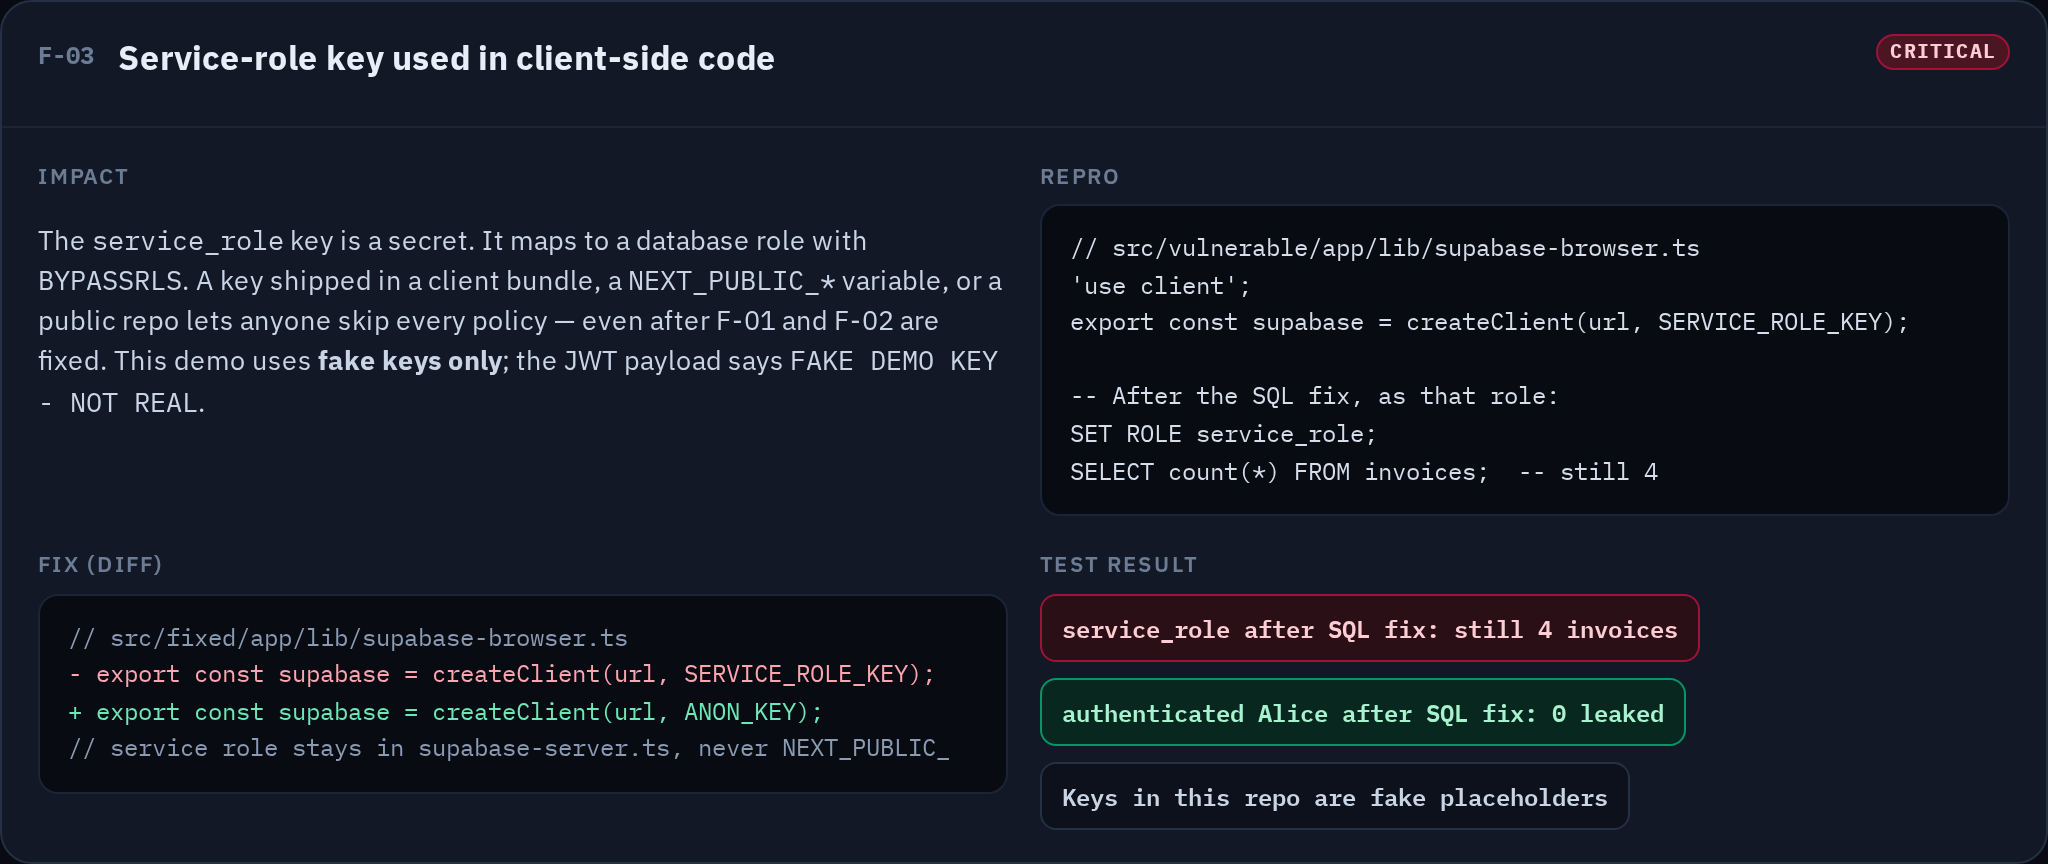 F-03 Service-role key used in client-side code
CRITICAL
IMPACT
The service_role key is a secret. It maps to a database role with
BYPASSRLS. A key shipped in a client bundle, a NEXT_PUBLIC_* variable, or a
public repo lets anyone skip every policy — even after F-01 and F-02 are
fixed. This demo uses fake keys only; the JWT payload says FAKE DEMO KEY
- NOT REAL.
REPRO
// src/vulnerable/app/lib/supabase-browser.ts
'use client';
export const supabase = createClient(url, SERVICE_ROLE_KEY);
-- After the SQL fix, as that role:
SET ROLE service_role;
SELECT count(*) FROM invoices;  -- still 4
FIX (DIFF)
// src/fixed/app/lib/supabase-browser.ts
- export const supabase = createClient(url, SERVICE_ROLE_KEY);
+ export const supabase = createClient(url, ANON_KEY);
// service role stays in supabase-server.ts, never NEXT_PUBLIC_
TEST RESULT
service_role after SQL fix: still 4 invoices
authenticated Alice after SQL fix: 0 leaked
Keys in this repo are fake placeholders